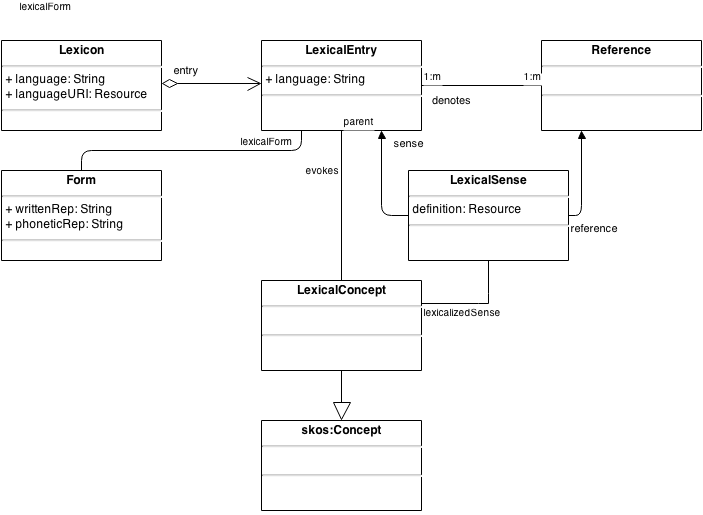 lexicalForm
Lexicon
+ language: String
+ languageURI: Resource
entry
LexicalEntry
+ language: String
1:m
1:m
denotes
Reference
parent
lexicalForm
sense
evokes
Form
+ writtenRep: String
+ phoneticRep: String
LexicalSense
definition: Resource
reference
LexicalConcept
lexicalizedSense
skos:Concept